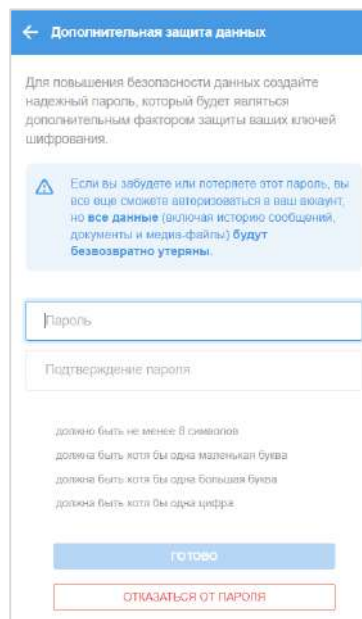 Дополнительная защита данных
Для повышения безопасности данных создайте
надежный пароль, который будет являться
дополнительным фактором защиты ваших ключей
шифрования.
Если вы забудете или потеряете этот пароль, вы
все еще сможете авторизоваться в ваш аккаунт,
но все данные (включая историю сообщений,
документы и медиа-файлы) будут
безвозвратно утеряны.
Пароль
Подтверждение пароля
должно быть не менее 8 символов
должна быть хотя бы одна маленькая буква
должна быть хотя бы одна большая буква
должна быть хотя бы одна цифра
ГОТОВО
ОТКАЗАТЬСЯ ОТ ПАРОЛЯ